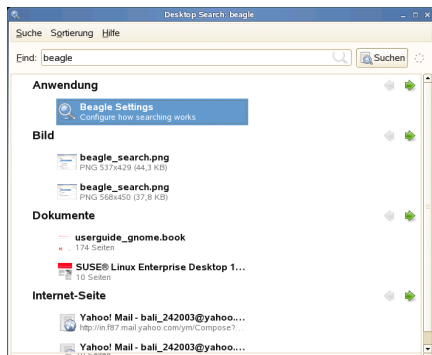 Desktop Search: beagle
Suche Sortierung Hilfe
Find: beagle Suchen
Anwendung
Beagle Settings
Configure how searching works
Bild
beagle_search.png
PNG 537x429 (44,3 KB)
beagle_search.png
PNG 568x450 (37,8 KB)
Dokumente
userguide_gnome.book
174 Seiten
SUSE® Linux Enterprise Desktop 1...
10 Seiten
Internet-Seite
Yahoo! Mail - bali_242003@yahoo....
http://in.f87.mail.yahoo.com/ym/Compose?...
Yahoo! Mail - bali_242003@yahoo....